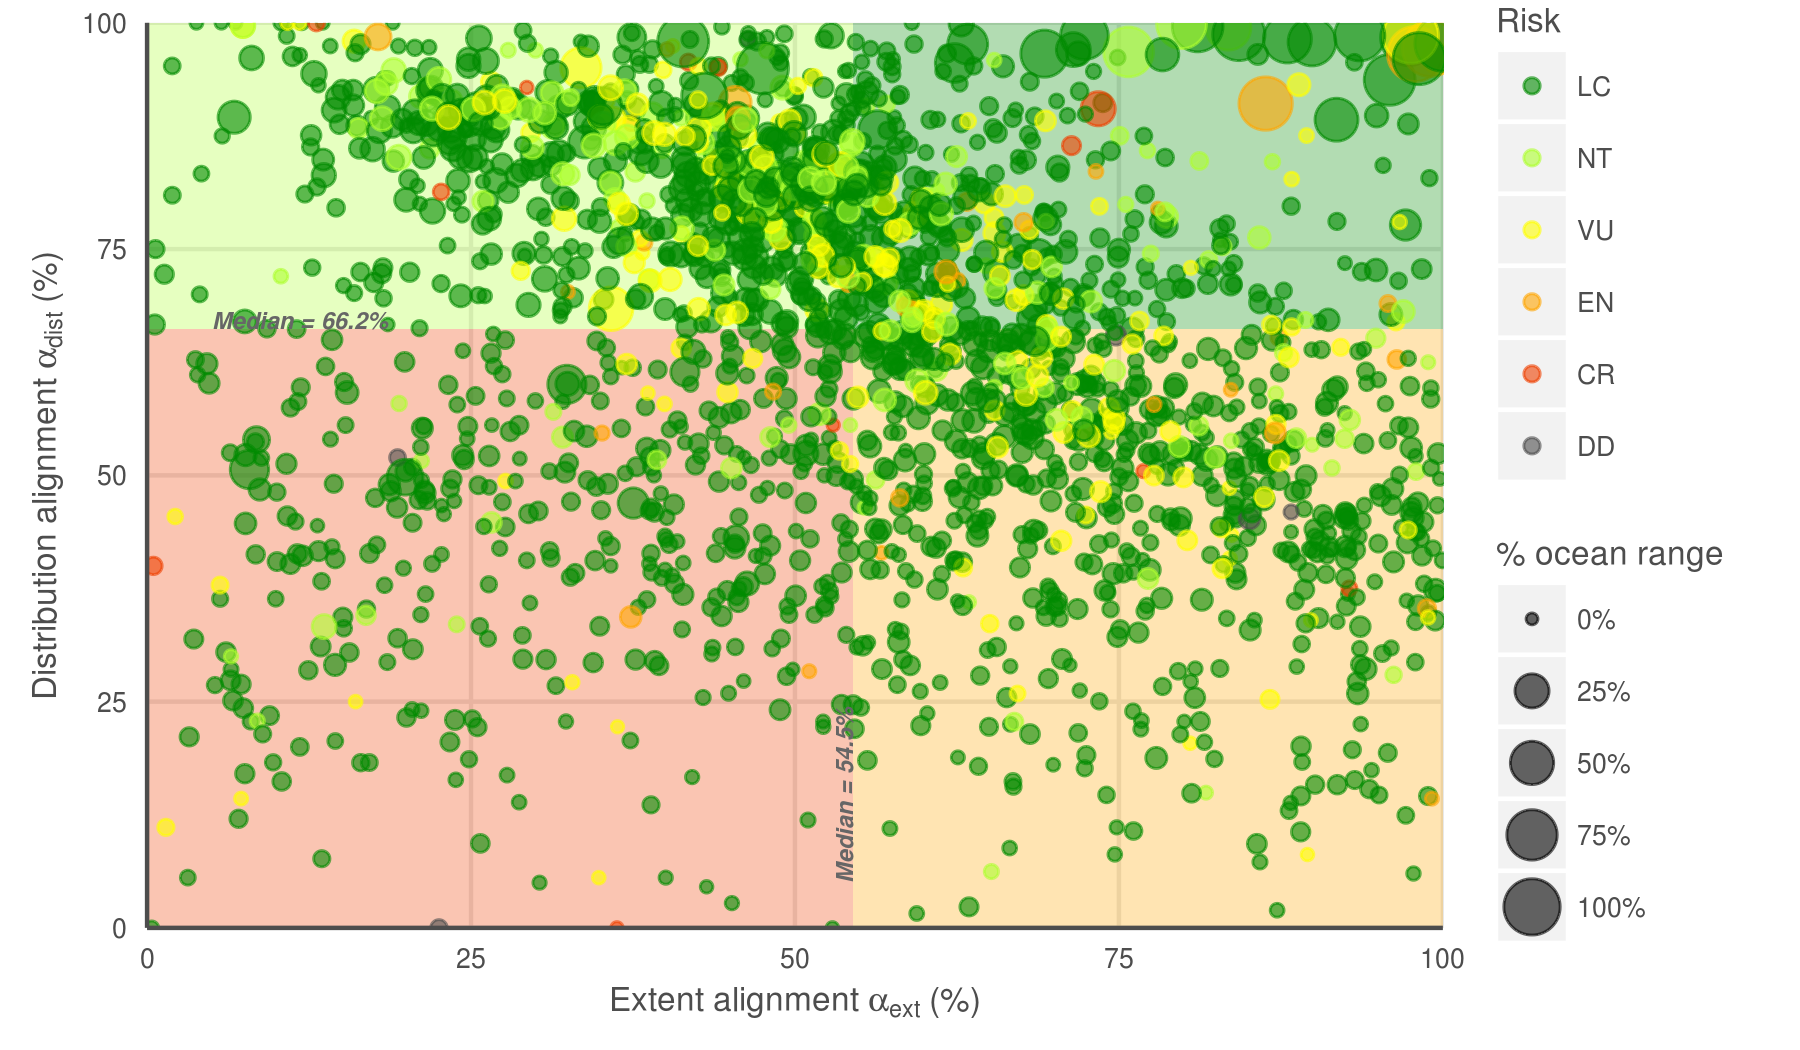 Risk
LC
NT
VU
EN
CR
DD
% ocean range
0%
25%
50%
75%
100%
Distribution alignment αdist (%)
100
75
50
25
0
Median = 66.2%
Median = 54.5%
0 25 50 75 100
Extent alignment αext (%)